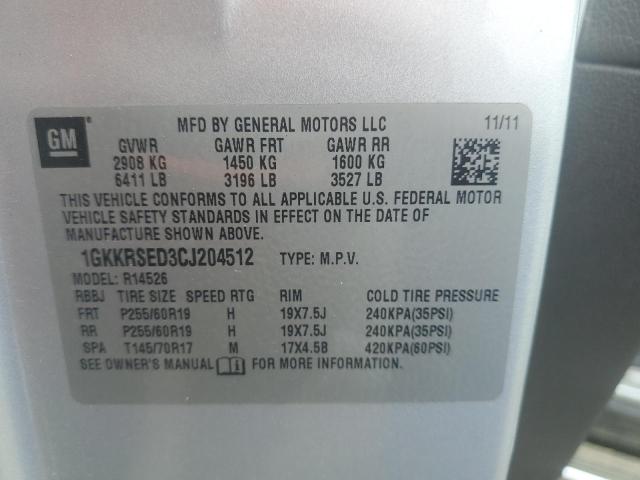 GM
MFD BY GENERAL MOTORS LLC 11/11
GVWR GAWR FRT GAWR RR
2908 KG 1450 KG 1600 KG
6411 LB 3196 LB 3527 LB
THIS VEHICLE CONFORMS TO ALL APPLICABLE U.S. FEDERAL MOTOR
VEHICLE SAFETY STANDARDS IN EFFECT ON THE DATE OF
MANUFACTURE SHOWN ABOVE.
1GKKRSED3CJ204512 TYPE: M.P.V.
MODEL: R14526
RBBJ TIRE SIZE SPEED RTG RIM COLD TIRE PRESSURE
FRT P255/60R19 H 19X7.5J 240KPA(35PSI)
RR P255/60R19 H 19X7.5J 240KPA(35PSI)
SPA T145/70R17 M 17X4.5B 420KPA(60PSI)
SEE OWNER'S MANUAL FOR MORE INFORMATION.